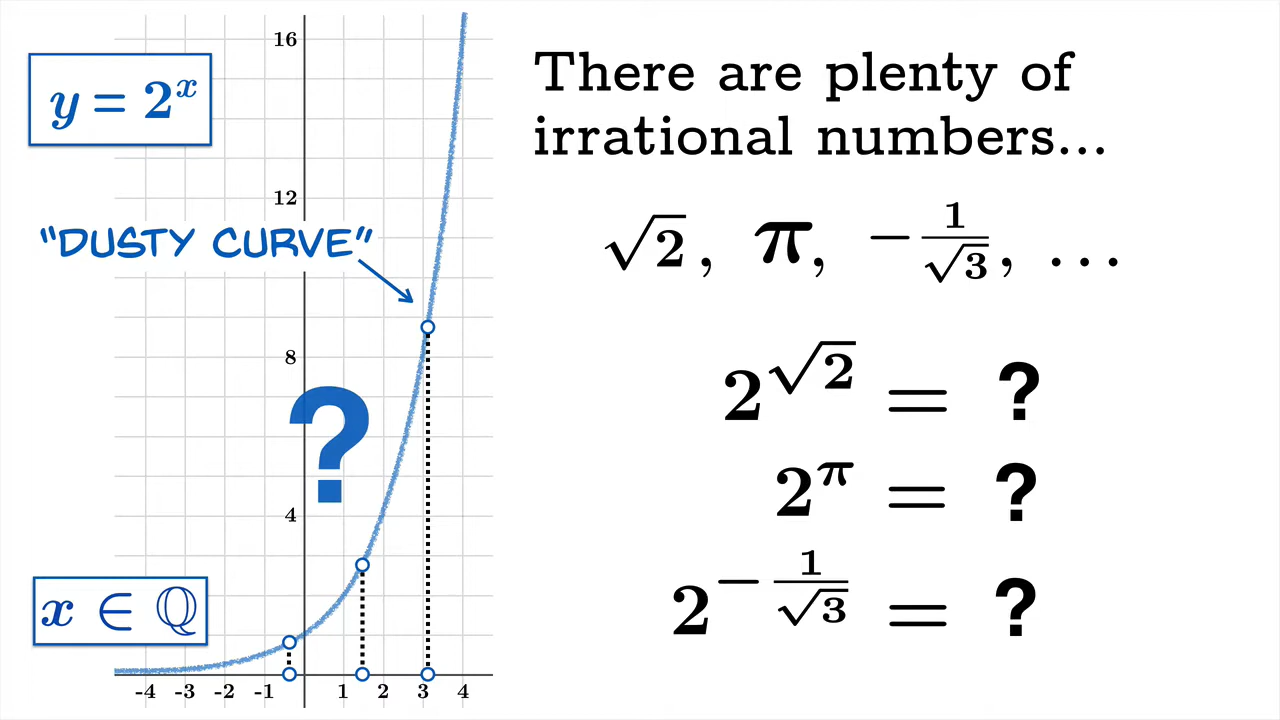 y = 2^x
"DUSTY CURVE"
x ∈ ℚ
16
12
8
4
-4 -3 -2 -1 1 2 3 4
?
There are plenty of
irrational numbers...
√2, π, −1/√3, ...
2^√2 = ?
2^π = ?
2^−1/√3 = ?